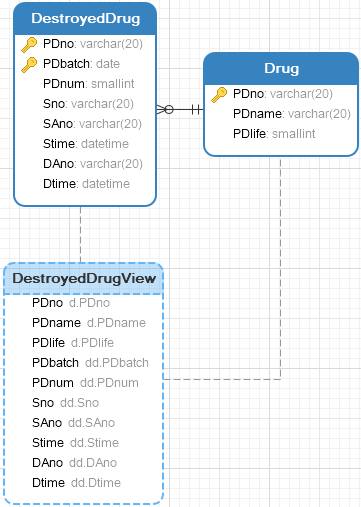 DestroyedDrug
PDno: varchar(20)
PDbatch: date
PDnum: smallint
Sno: varchar(20)
SAno: varchar(20)
Stime: datetime
DAno: varchar(20)
Dtime: datetime
Drug
PDno: varchar(20)
PDname: varchar(20)
PDlife: smallint
DestroyedDrugView
PDno d.PDno
PDname d.PDname
PDlife d.PDlife
PDbatch dd.PDbatch
PDnum dd.PDnum
Sno dd.Sno
SAno dd.SAno
Stime dd.Stime
DAno dd.DAno
Dtime dd.Dtime